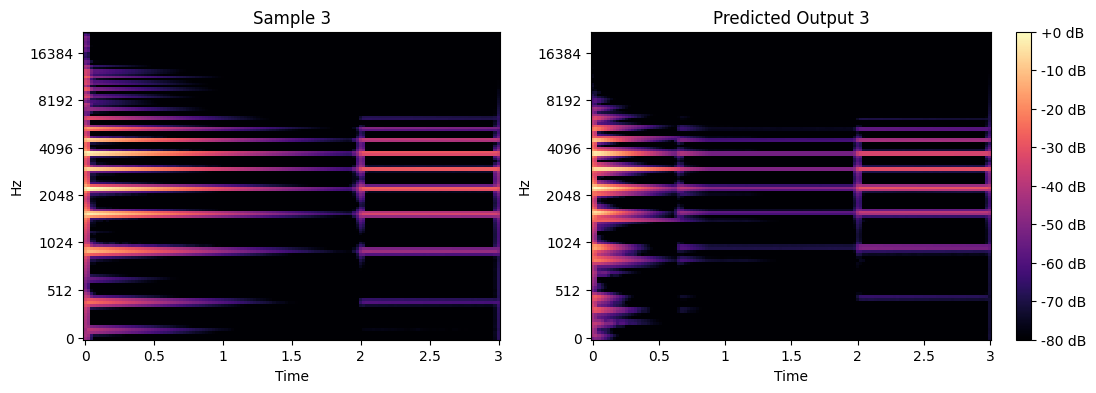 Sample 3
Predicted Output 3
16384
8192
4096
2048
1024
512
0
Hz
0
0.5
1
1.5
2
2.5
3
Time
16384
8192
4096
2048
1024
512
0
Hz
0
0.5
1
1.5
2
2.5
3
Time
+0 dB
-10 dB
-20 dB
-30 dB
-40 dB
-50 dB
-60 dB
-70 dB
-80 dB